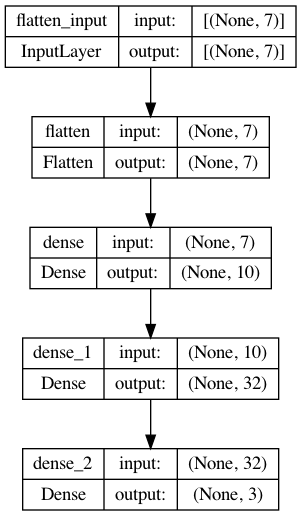 flatten_input input: [(None, 7)]
InputLayer output: [(None, 7)]
flatten input: (None, 7)
Flatten output: (None, 7)
dense input: (None, 7)
Dense output: (None, 10)
dense_1 input: (None, 10)
Dense output: (None, 32)
dense_2 input: (None, 32)
Dense output: (None, 3)